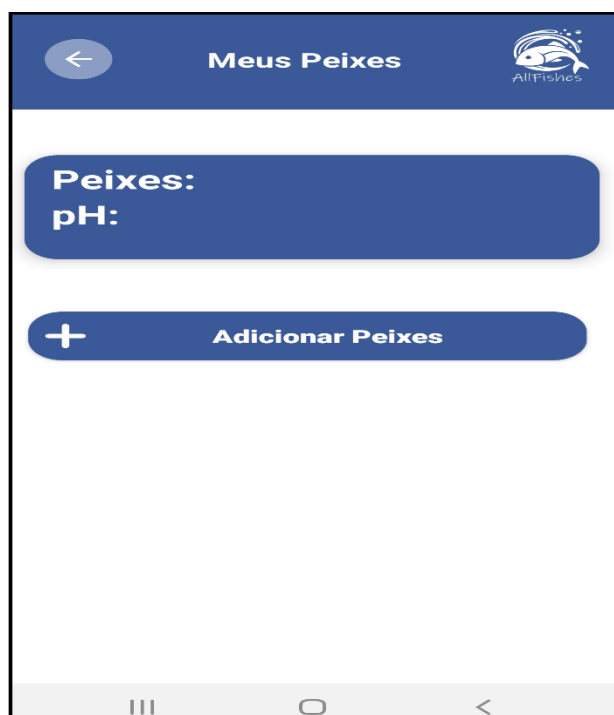 Meus Peixes
AllFishes
Peixes:
pH:
Adicionar Peixes